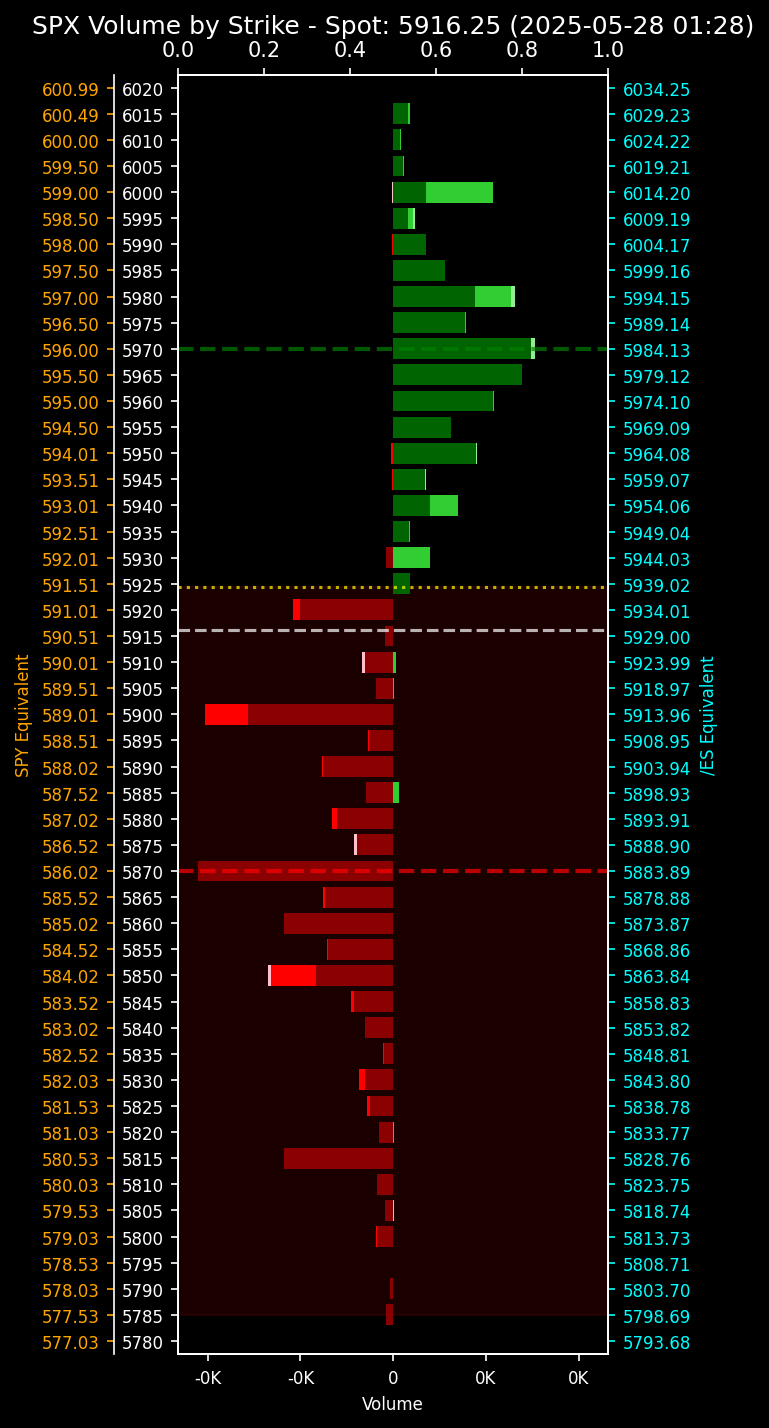 SPX Volume by Strike - Spot: 5916.25 (2025-05-28 01:28)
0.0 0.2 0.4 0.6 0.8 1.0
600.99 6020 6034.25
600.49 6015 6029.23
600.00 6010 6024.22
599.50 6005 6019.21
599.00 6000 6014.20
598.50 5995 6009.19
598.00 5990 6004.17
597.50 5985 5999.16
597.00 5980 5994.15
596.50 5975 5989.14
596.00 5970 5984.13
595.50 5965 5979.12
595.00 5960 5974.10
594.50 5955 5969.09
594.01 5950 5964.08
593.51 5945 5959.07
593.01 5940 5954.06
592.51 5935 5949.04
592.01 5930 5944.03
591.51 5925 5939.02
591.01 5920 5934.01
590.51 5915 5929.00
590.01 5910 5923.99
589.51 5905 5918.97
589.01 5900 5913.96
588.51 5895 5908.95
588.02 5890 5903.94
587.52 5885 5898.93
587.02 5880 5893.91
586.52 5875 5888.90
586.02 5870 5883.89
585.52 5865 5878.88
585.02 5860 5873.87
584.52 5855 5868.86
584.02 5850 5863.84
583.52 5845 5858.83
583.02 5840 5853.82
582.52 5835 5848.81
582.03 5830 5843.80
581.53 5825 5838.78
581.03 5820 5833.77
580.53 5815 5828.76
580.03 5810 5823.75
579.53 5805 5818.74
579.03 5800 5813.73
578.53 5795 5808.71
578.03 5790 5803.70
577.53 5785 5798.69
577.03 5780 5793.68
SPY Equivalent
/ES Equivalent
-0K -0K 0 0K 0K
Volume